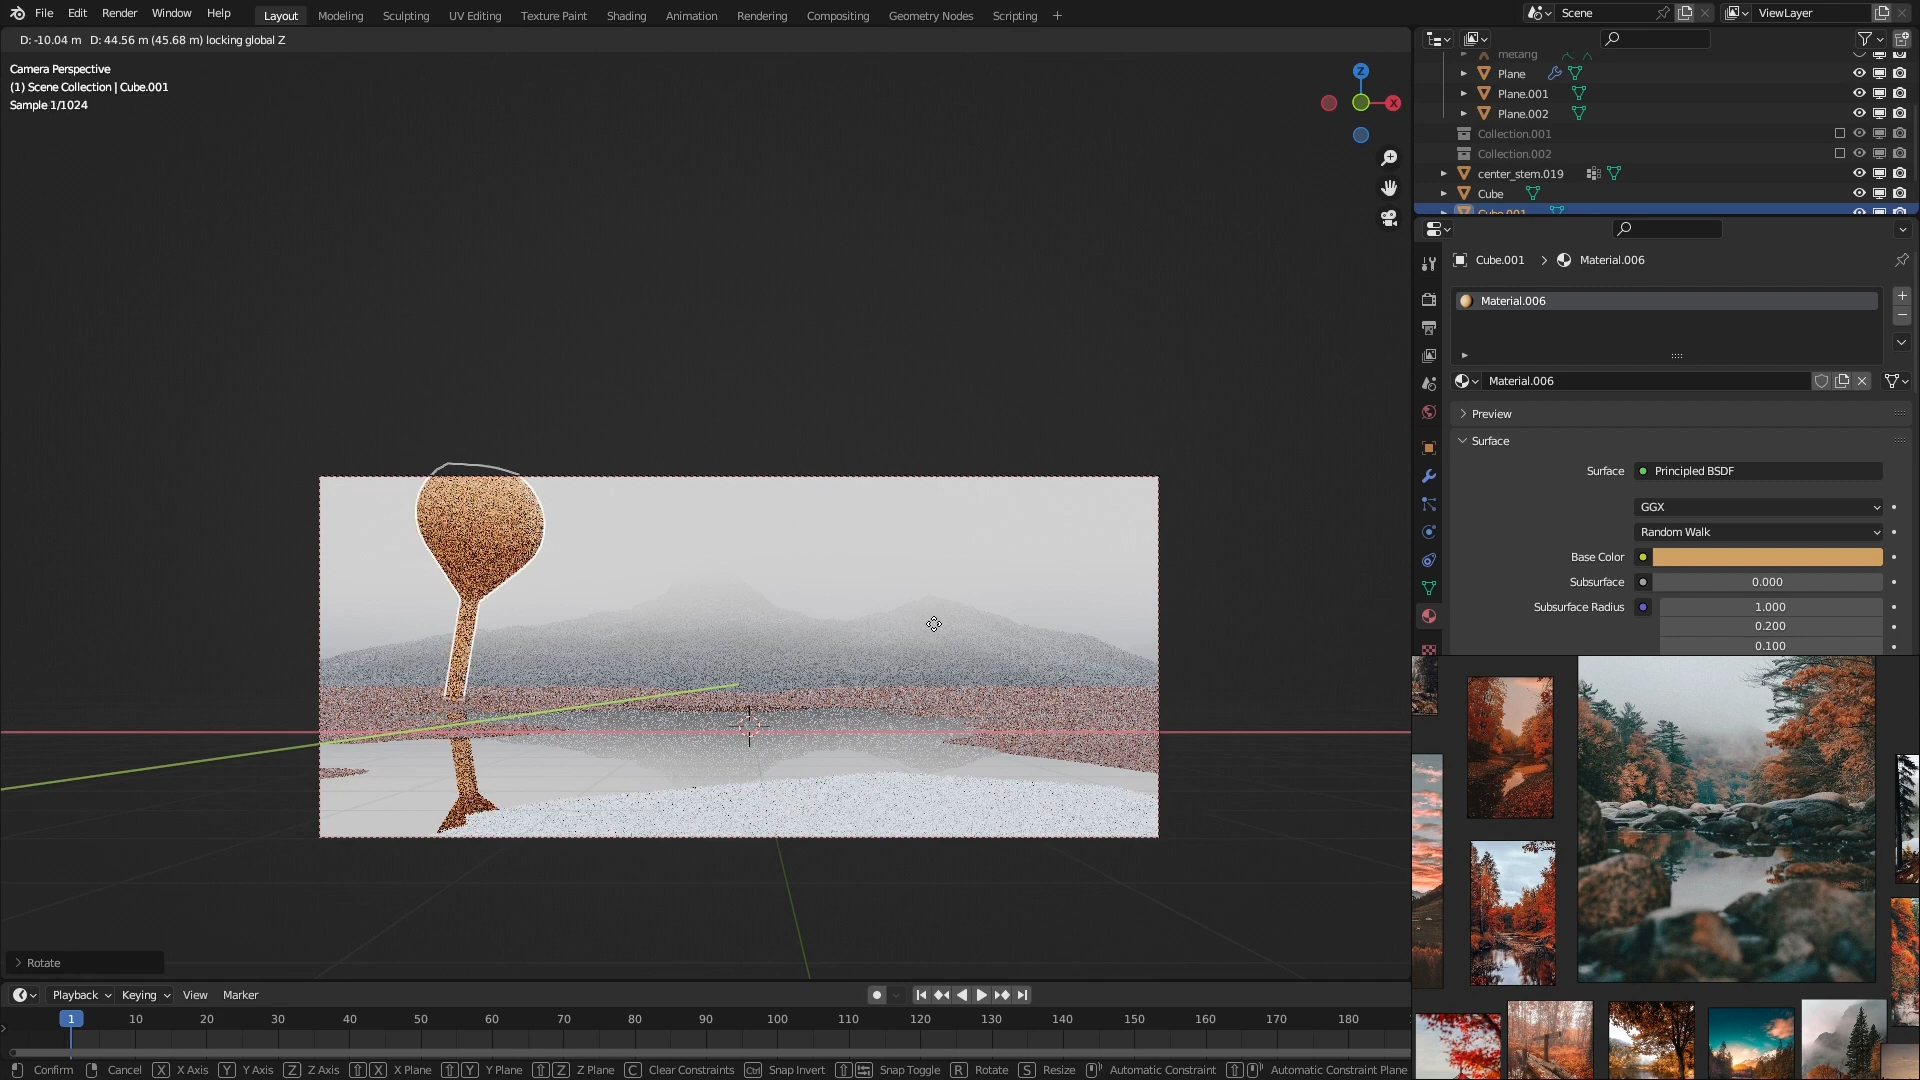 File Edit Render Window Help Layout Modeling Sculpting UV Editing Texture Paint Shading Animation Rendering Compositing Geometry Nodes Scripting + Scene ViewLayer
D: -10.04 m D: 44.56 m (45.68 m) locking global Z
Camera Perspective
(1) Scene Collection | Cube.001
Sample 1/1024
Z
X
metarig
Plane
Plane.001
Plane.002
Collection.001
Collection.002
center_stem.019
Cube
Cube.001
Cube.001 > Material.006
Material.006
Material.006
Preview
Surface
Surface Principled BSDF
GGX
Random Walk
Base Color
Subsurface 0.000
Subsurface Radius 1.000
0.200
0.100
Rotate
Playback Keying View Marker
1 10 20 30 40 50 60 70 80 90 100 110 120 130 140 150 160 170 180
Confirm Cancel X X Axis Y Y Axis Z Z Axis X X Plane Y Y Plane Z Z Plane C Clear Constraints Ctrl Snap Invert Snap Toggle R Rotate S Resize Automatic Constraint Automatic Constraint Plane